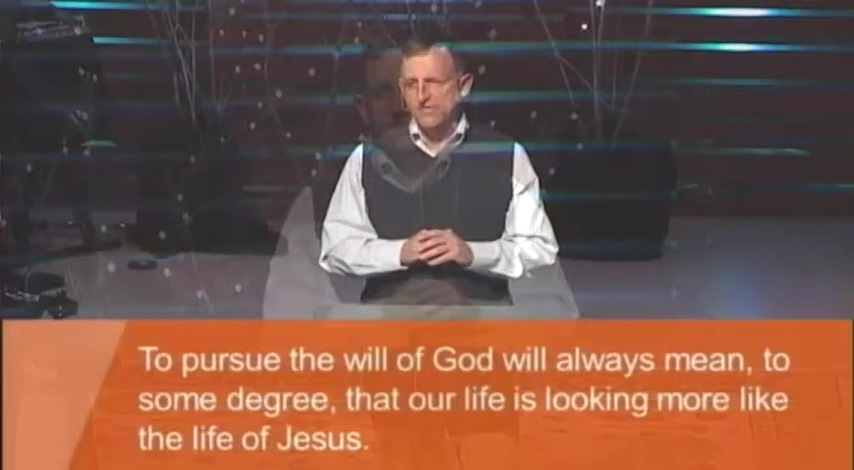 To pursue the will of God will always mean, to
some degree, that our life is looking more like
the life of Jesus.